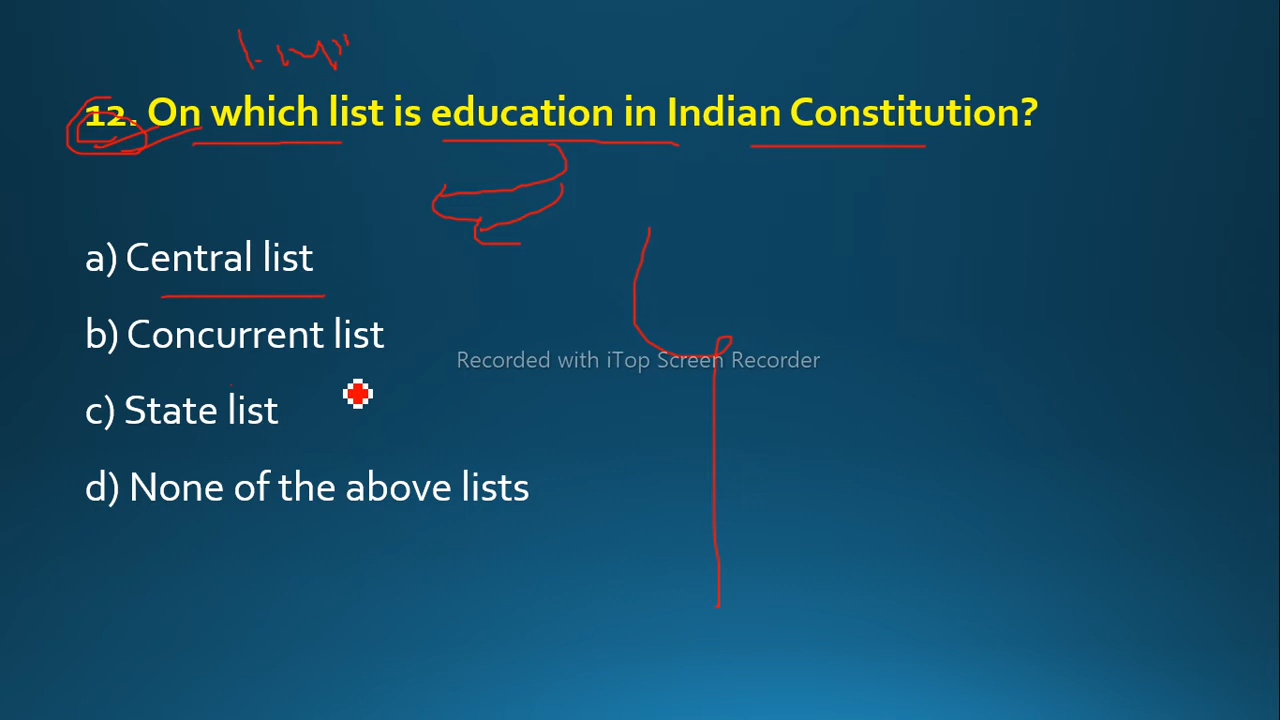 Imp
12. On which list is education in Indian Constitution?
a) Central list
b) Concurrent list
Recorded with iTop Screen Recorder
c) State list
d) None of the above lists